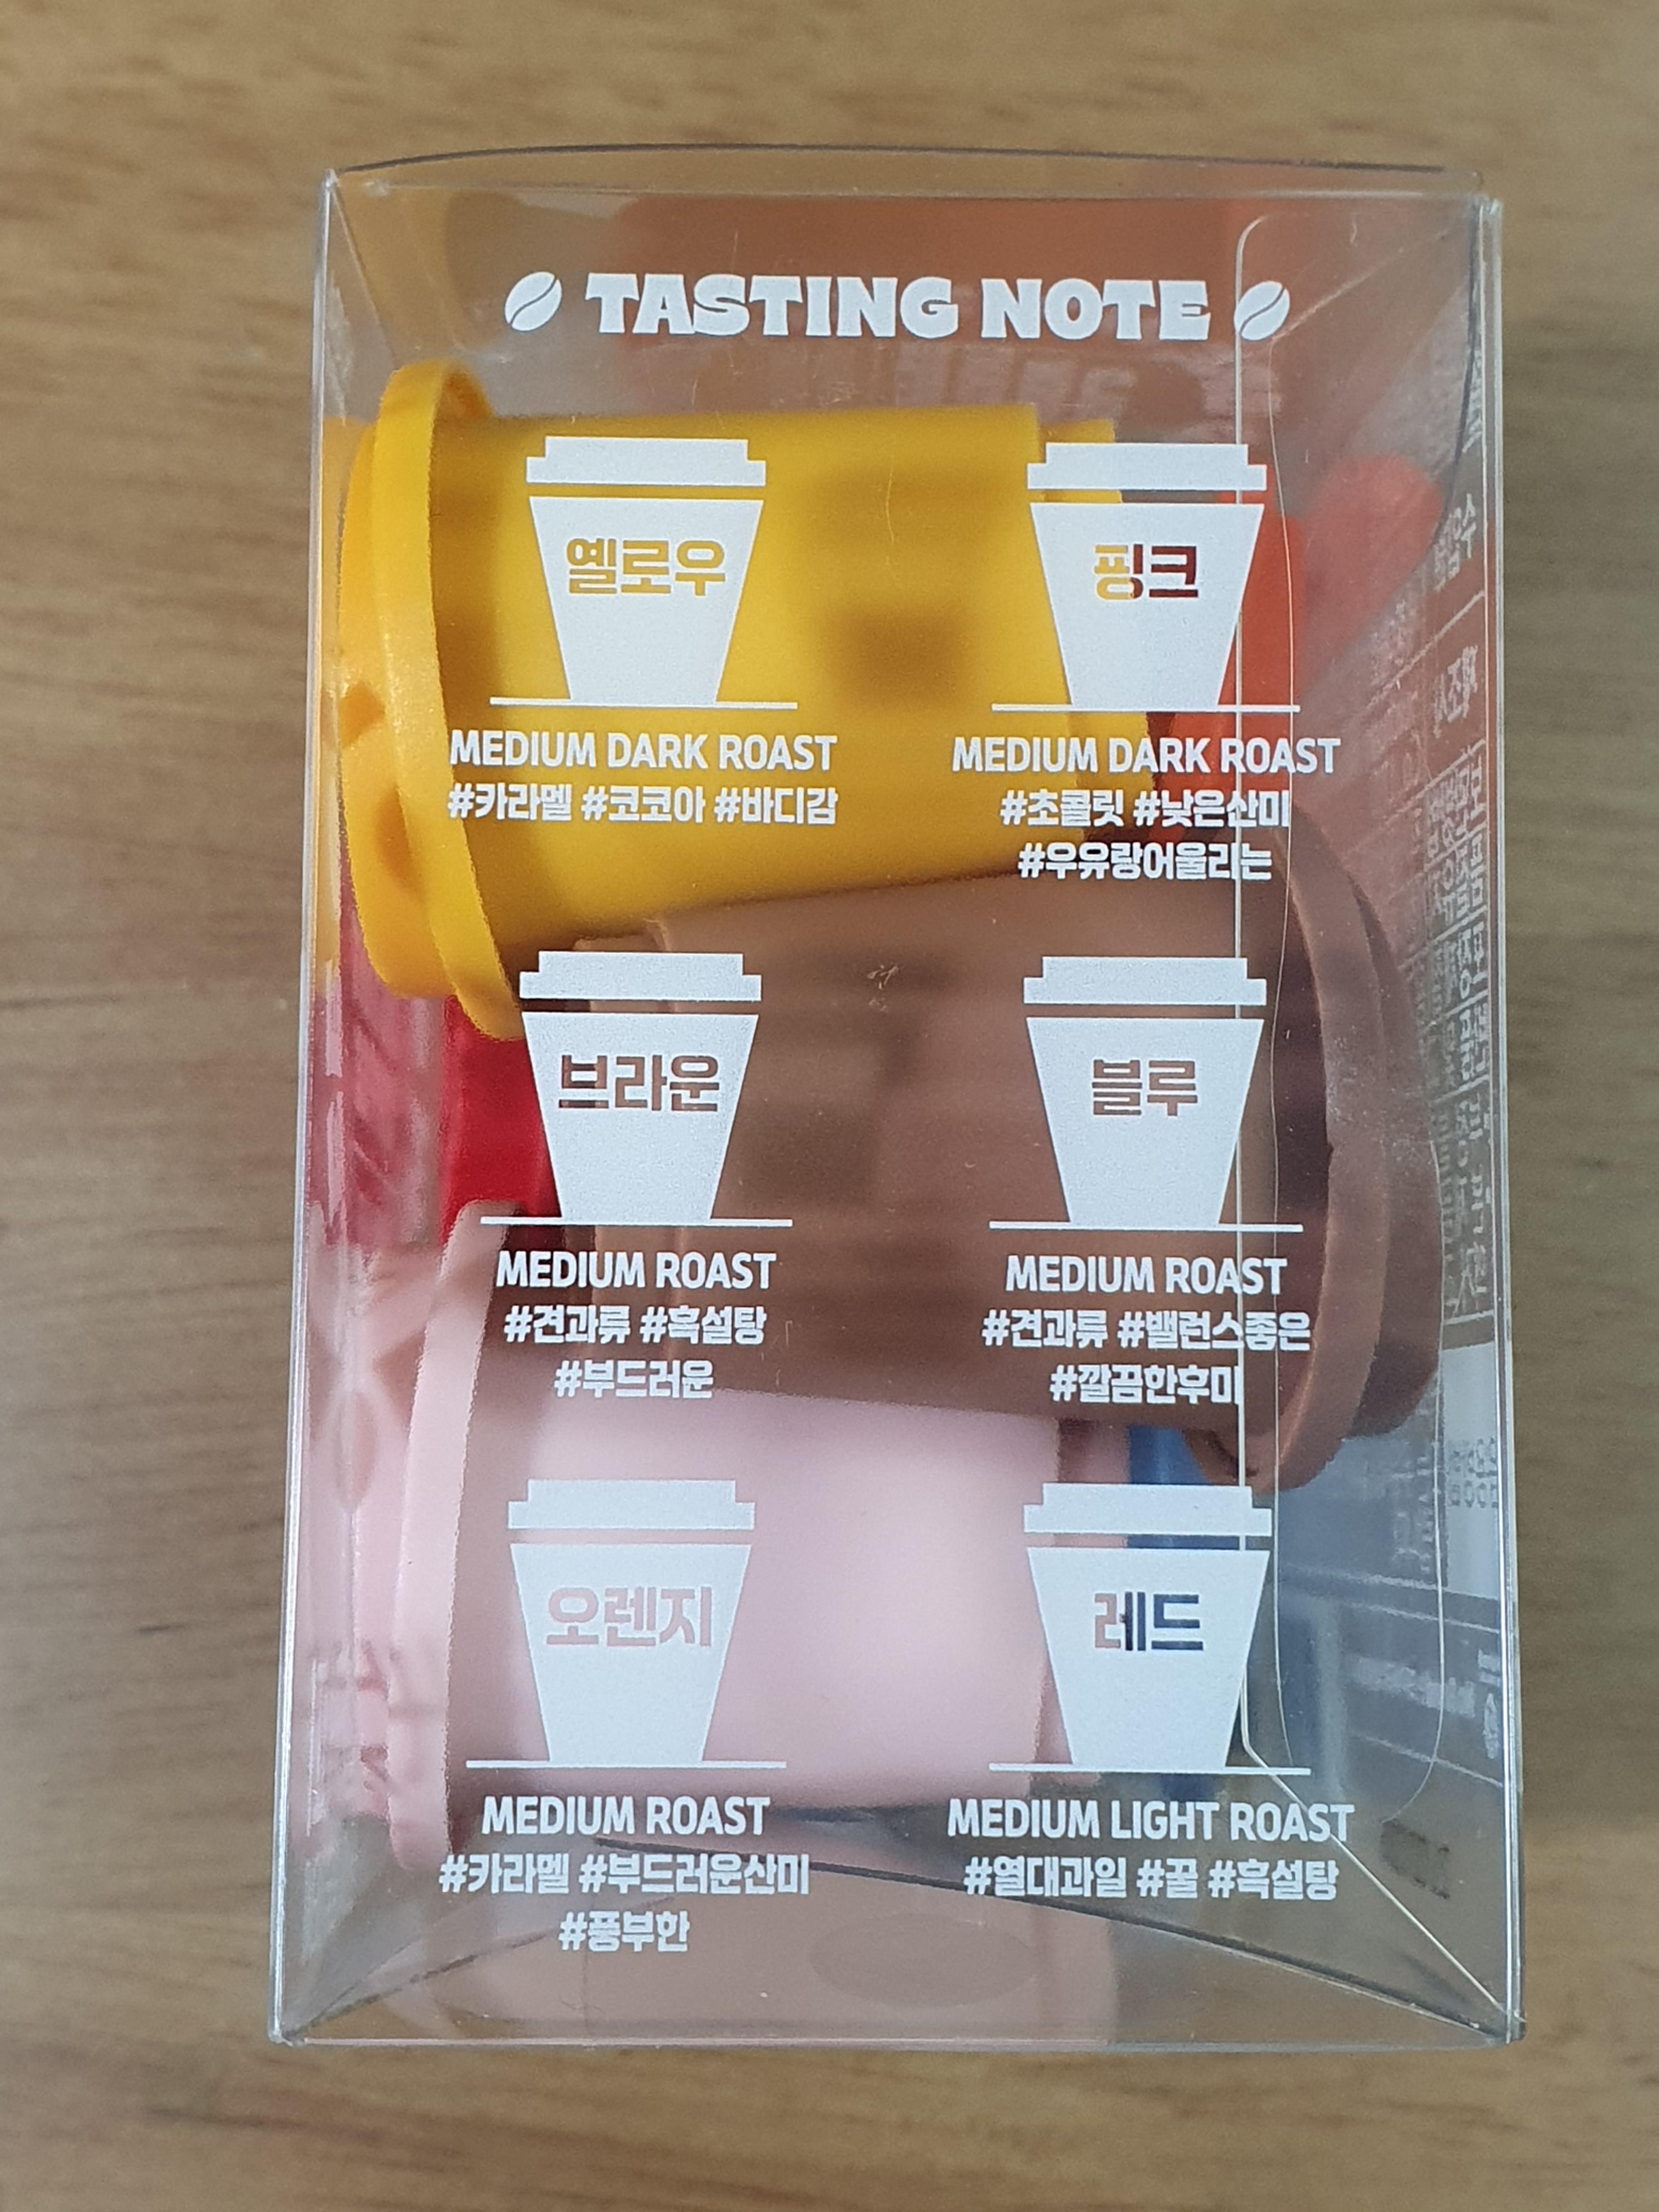 TASTING NOTE
옐로우
MEDIUM DARK ROAST
#카라멜 #코코아 #바디감
핑크
MEDIUM DARK ROAST
#초콜릿 #낮은산미
#우유랑어울리는
브라운
MEDIUM ROAST
#견과류 #흑설탕
#부드러운
블루
MEDIUM ROAST
#견과류 #밸런스좋은
#깔끔한후미
오렌지
MEDIUM ROAST
#카라멜 #부드러운산미
#풍부한
레드
MEDIUM LIGHT ROAST
#열대과일 #꿀 #흑설탕